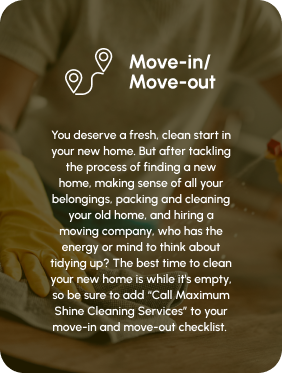 Move-in/
Move-out
You deserve a fresh, clean start in
your new home. But after tackling
the process of finding a new
home, making sense of all your
belongings, packing and cleaning
your old home, and hiring a
moving company, who has the
energy or mind to think about
tidying up? The best time to clean
your new home is while it's empty,
so be sure to add “Call Maximum
Shine Cleaning Services” to your
move-in and move-out checklist.